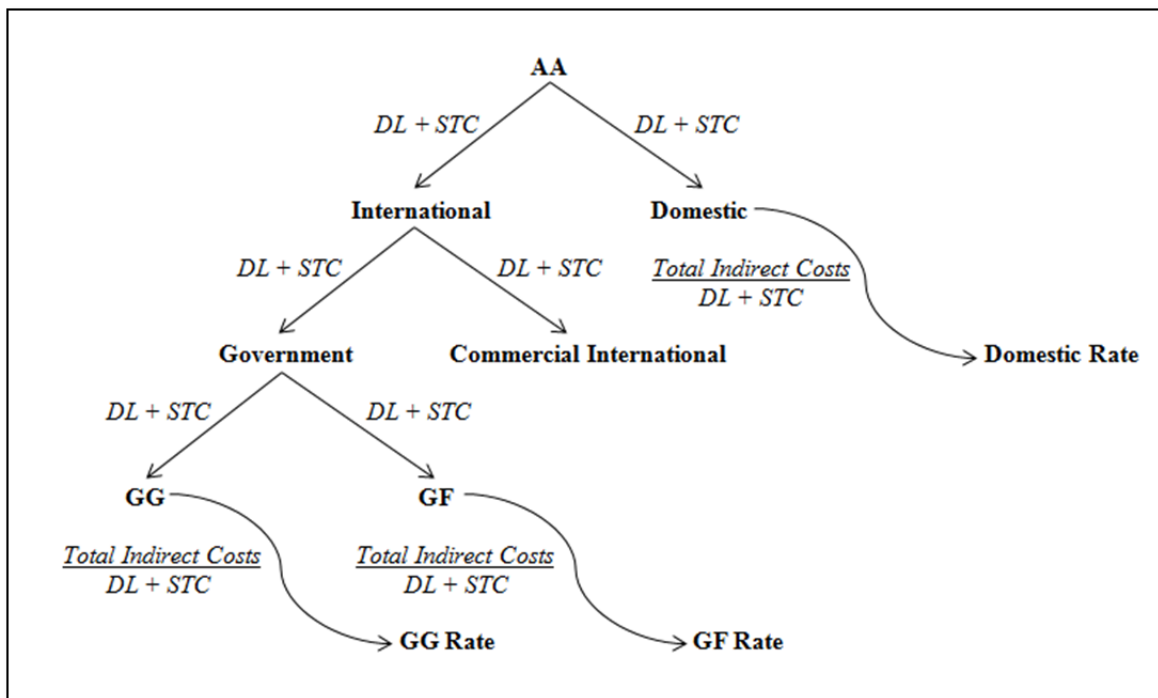 AA
DL + STC
DL + STC
International
Domestic
DL + STC
DL + STC
Total Indirect Costs
DL + STC
Government
Commercial International
Domestic Rate
DL + STC
DL + STC
GG
GF
Total Indirect Costs
DL + STC
Total Indirect Costs
DL + STC
GG Rate
GF Rate